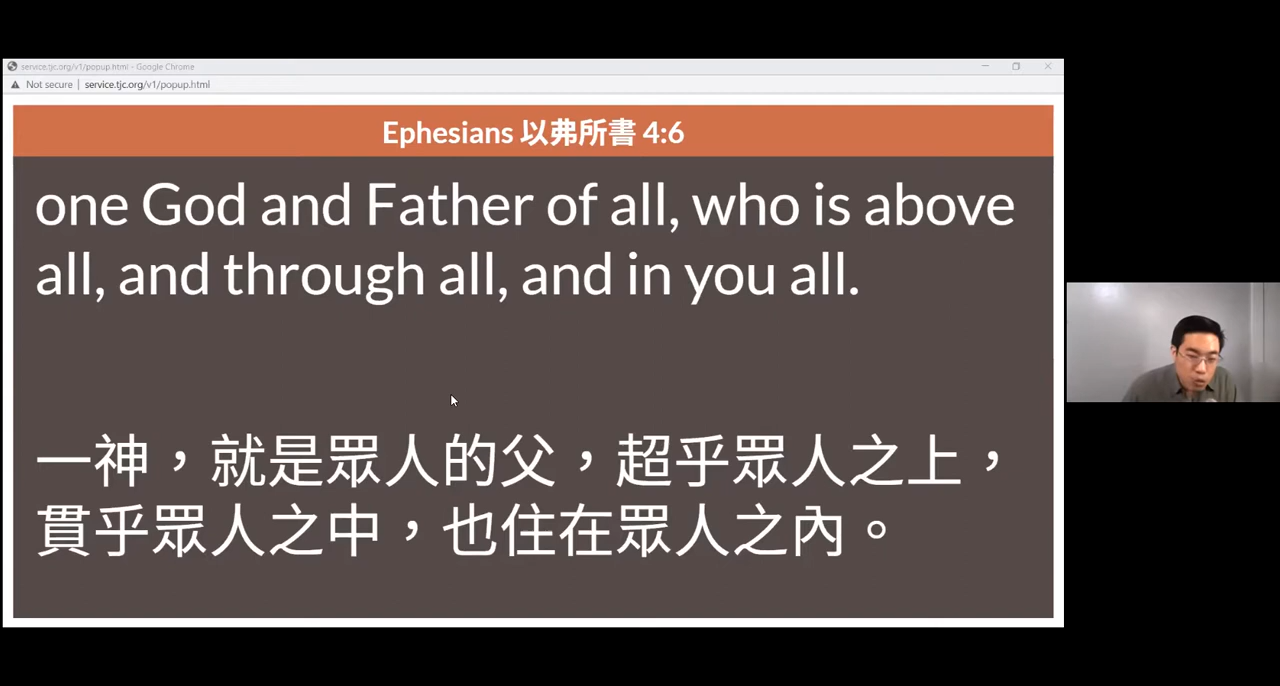 service.tjc.org/v1/popup.html - Google Chrome
Not secure | service.tjc.org/v1/popup.html
Ephesians 以弗所書 4:6
one God and Father of all, who is above
all, and through all, and in you all.
一神，就是眾人的父，超乎眾人之上，
貫乎眾人之中，也住在眾人之內。